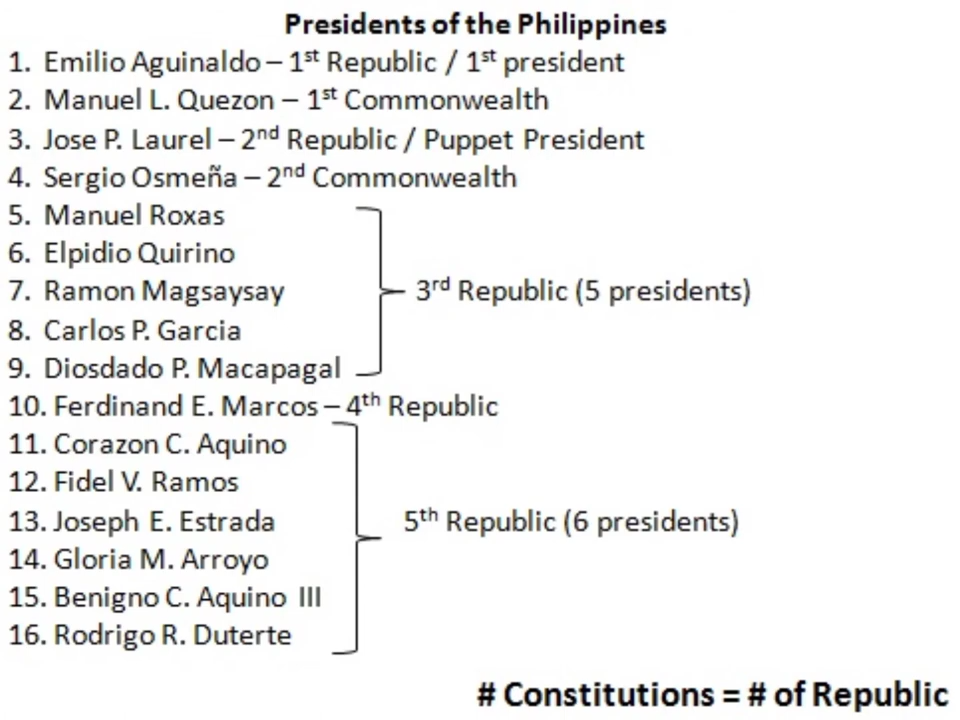 Presidents of the Philippines
1. Emilio Aguinaldo – 1st Republic / 1st president
2. Manuel L. Quezon – 1st Commonwealth
3. Jose P. Laurel – 2nd Republic / Puppet President
4. Sergio Osmeña – 2nd Commonwealth
5. Manuel Roxas
6. Elpidio Quirino
7. Ramon Magsaysay
3rd Republic (5 presidents)
8. Carlos P. Garcia
9. Diosdado P. Macapagal
10. Ferdinand E. Marcos – 4th Republic
11. Corazon C. Aquino
12. Fidel V. Ramos
13. Joseph E. Estrada
5th Republic (6 presidents)
14. Gloria M. Arroyo
15. Benigno C. Aquino III
16. Rodrigo R. Duterte
# Constitutions = # of Republic